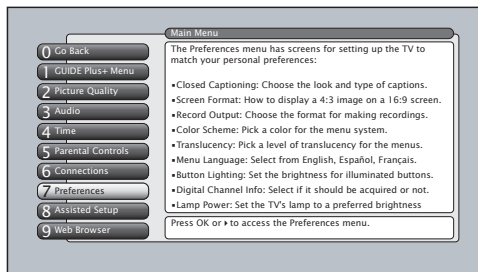 Main Menu
0 Go Back
1 GUIDE Plus+ Menu
2 Picture Quality
3 Audio
4 Time
5 Parental Controls
6 Connections
7 Preferences
8 Assisted Setup
9 Web Browser
The Preferences menu has screens for setting up the TV to
match your personal preferences:
▪Closed Captioning: Choose the look and type of captions.
▪Screen Format: How to display a 4:3 image on a 16:9 screen.
▪Record Output: Choose the format for making recordings.
▪Color Scheme: Pick a color for the menu system.
▪Translucency: Pick a level of translucency for the menus.
▪Menu Language: Select from English, Español, Français.
▪Button Lighting: Set the brightness for illuminated buttons.
▪Digital Channel Info: Select if it should be acquired or not.
▪Lamp Power: Set the TV's lamp to a preferred brightness
Press OK or ▸ to access the Preferences menu.